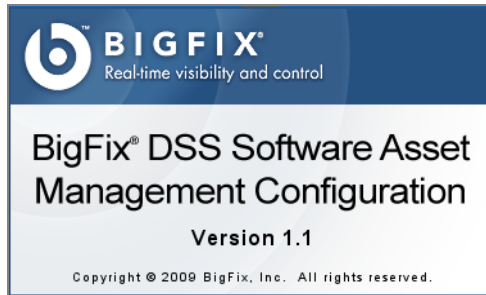 BIGFIX®
Real-time visibility and control
BigFix® DSS Software Asset
Management Configuration
Version 1.1
Copyright © 2009 BigFix, Inc. All rights reserved.